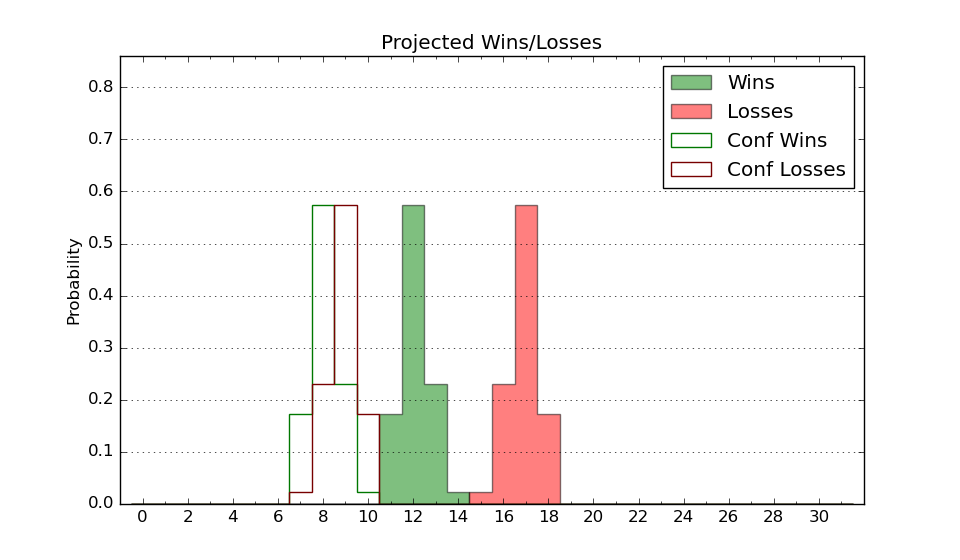 Projected Wins/Losses
Wins
Losses
Conf Wins
Conf Losses
Probability
0.8
0.7
0.6
0.5
0.4
0.3
0.2
0.1
0.0
0 2 4 6 8 10 12 14 16 18 20 22 24 26 28 30